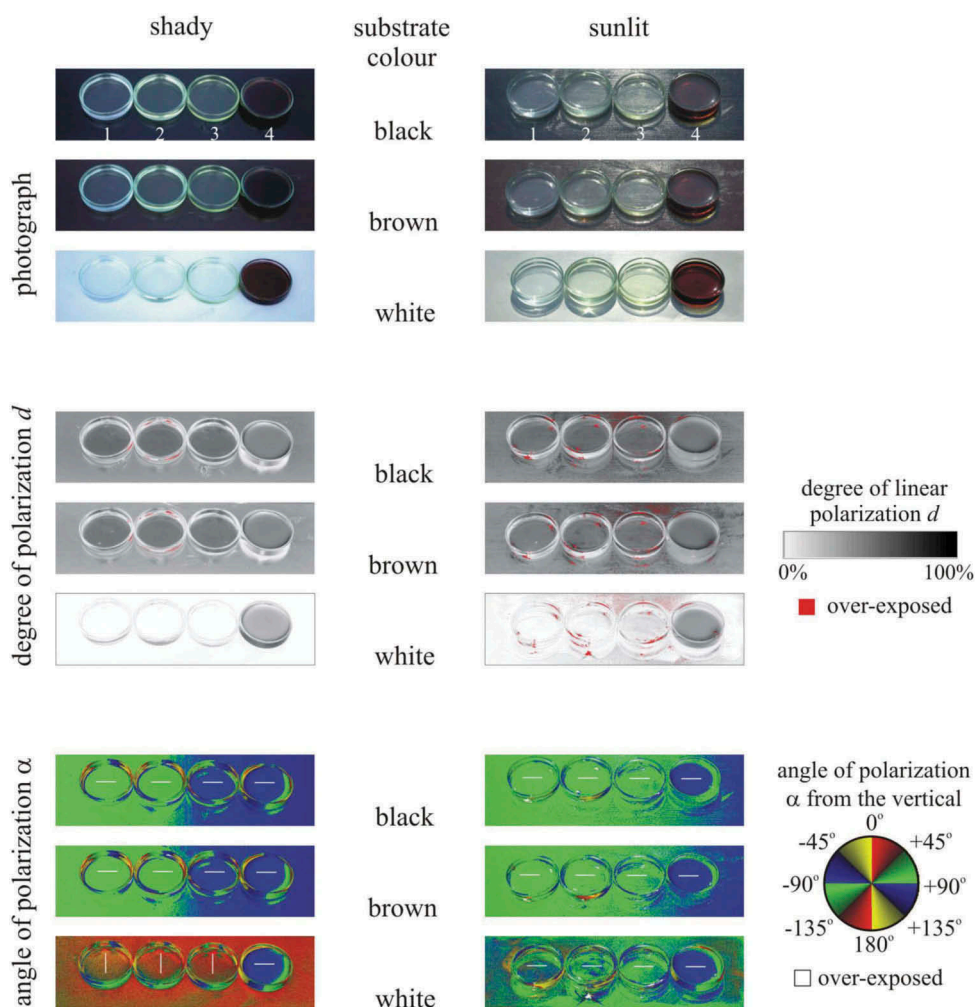 shady
substrate
colour
sunlit
photograph
1 2 3 4
black
1 2 3 4
brown
white
degree of polarization d
black
brown
white
degree of linear
polarization d
0% 100%
over-exposed
angle of polarization α
black
brown
white
angle of polarization
α from the vertical
0°
-45° +45°
-90° +90°
-135° +135°
180°
over-exposed